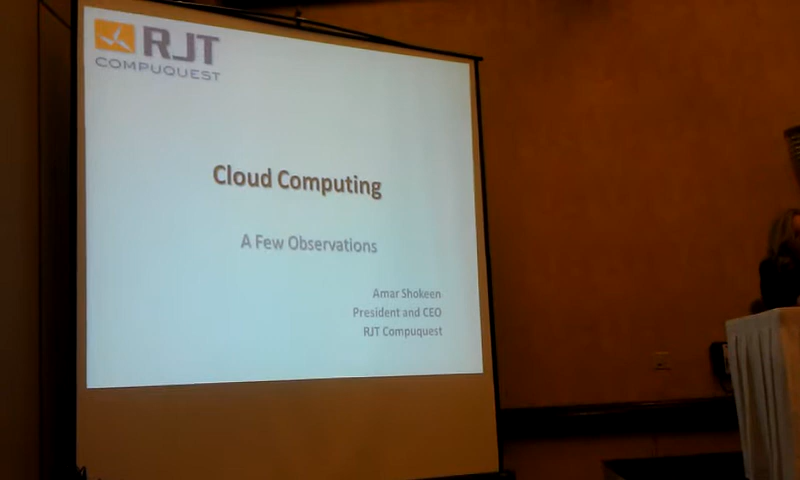 RJT
COMPUQUEST
Cloud Computing
A Few Observations
Amar Shokeen
President and CEO
RJT Compuquest